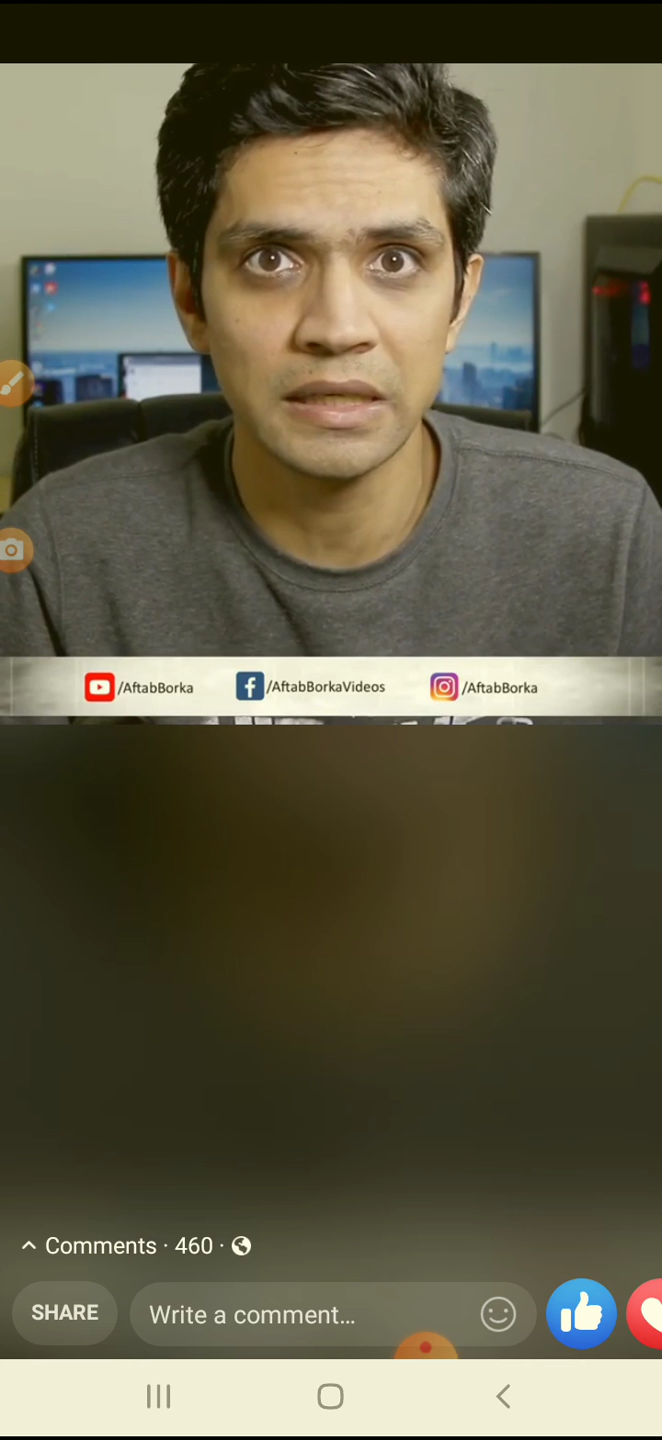 /AftabBorka /AftabBorkaVideos /AftabBorka
Comments · 460 ·
SHARE Write a comment...